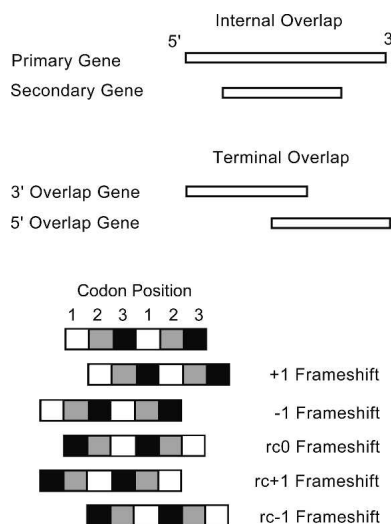 Internal Overlap
5' 3
Primary Gene
Secondary Gene
Terminal Overlap
3' Overlap Gene
5' Overlap Gene
Codon Position
1 2 3 1 2 3
+1 Frameshift
-1 Frameshift
rc0 Frameshift
rc+1 Frameshift
rc-1 Frameshift